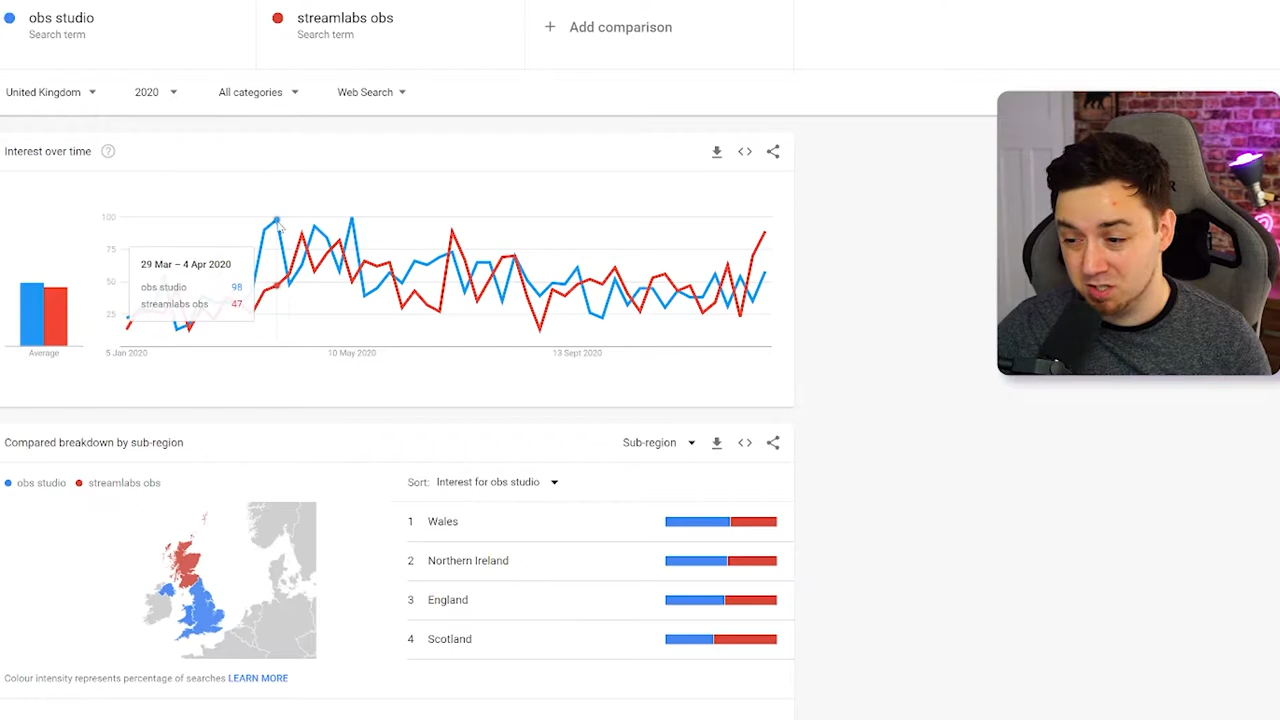 obs studio
Search term
streamlabs obs
Search term
+ Add comparison
United Kingdom
2020
All categories
Web Search
Interest over time
?
100
75
50
25
29 Mar – 4 Apr 2020
obs studio 98
streamlabs obs 47
Average
5 Jan 2020
10 May 2020
13 Sept 2020
Compared breakdown by sub-region
Sub-region
obs studio
streamlabs obs
Sort: Interest for obs studio
1 Wales
2 Northern Ireland
3 England
4 Scotland
Colour intensity represents percentage of searches LEARN MORE